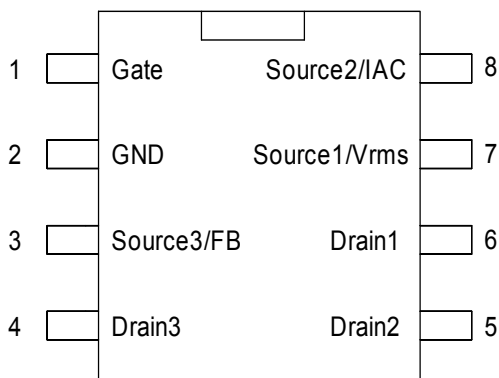 1 Gate Source2/IAC 8
2 GND Source1/Vrms 7
3 Source3/FB Drain1 6
4 Drain3 Drain2 5